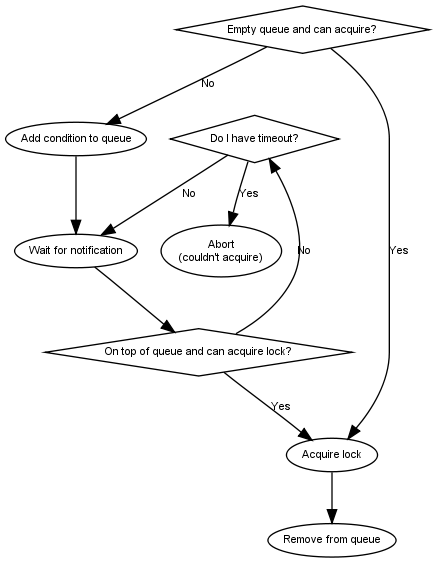 Empty queue and can acquire?
No
Add condition to queue
Do I have timeout?
No
Yes
Wait for notification
Abort
(couldn't acquire)
No
Yes
On top of queue and can acquire lock?
Yes
Acquire lock
Remove from queue